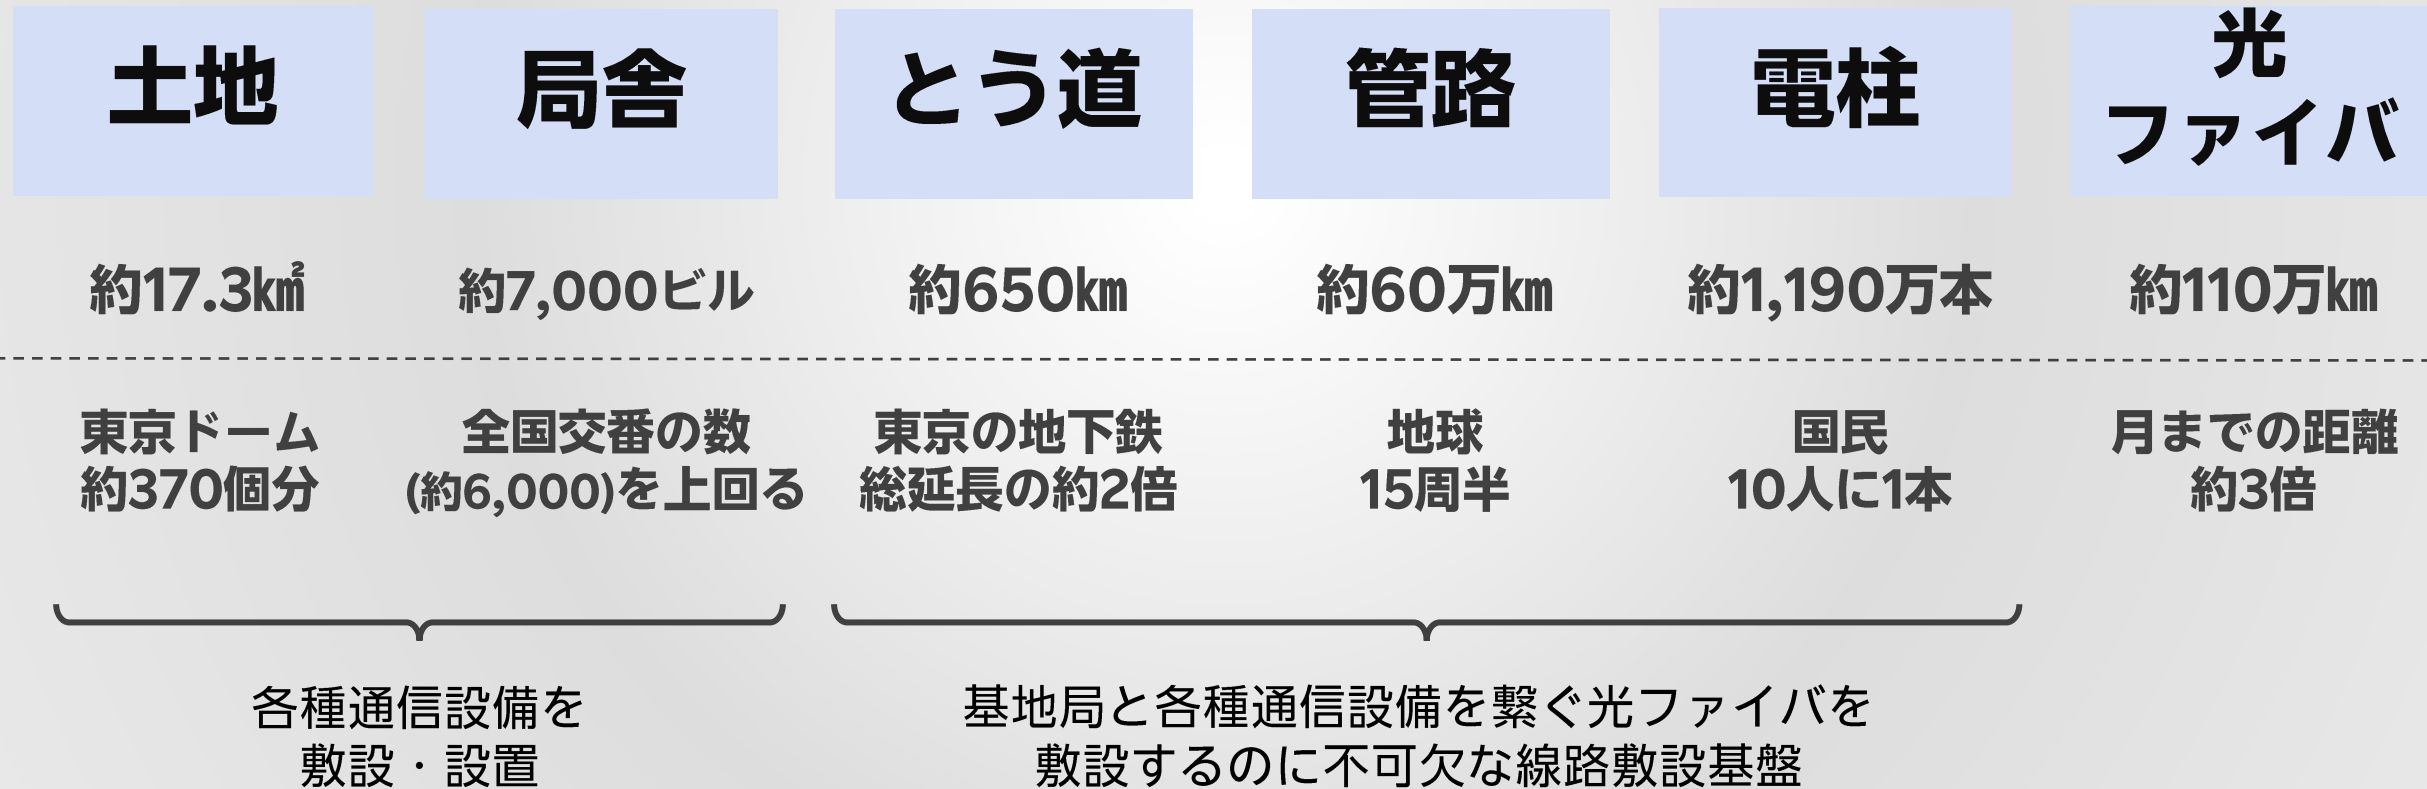 土地
局舎
とう道
管路
電柱
光
ファイバ
約17.3㎢
約7,000ビル
約650㎞
約60万㎞
約1,190万本
約110万㎞
東京ドーム
約370個分
全国交番の数
(約6,000)を上回る
東京の地下鉄
総延長の約2倍
地球
15周半
国民
10人に1本
月までの距離
約3倍
各種通信設備を
敷設・設置
基地局と各種通信設備を繋ぐ光ファイバを
敷設するのに不可欠な線路敷設基盤